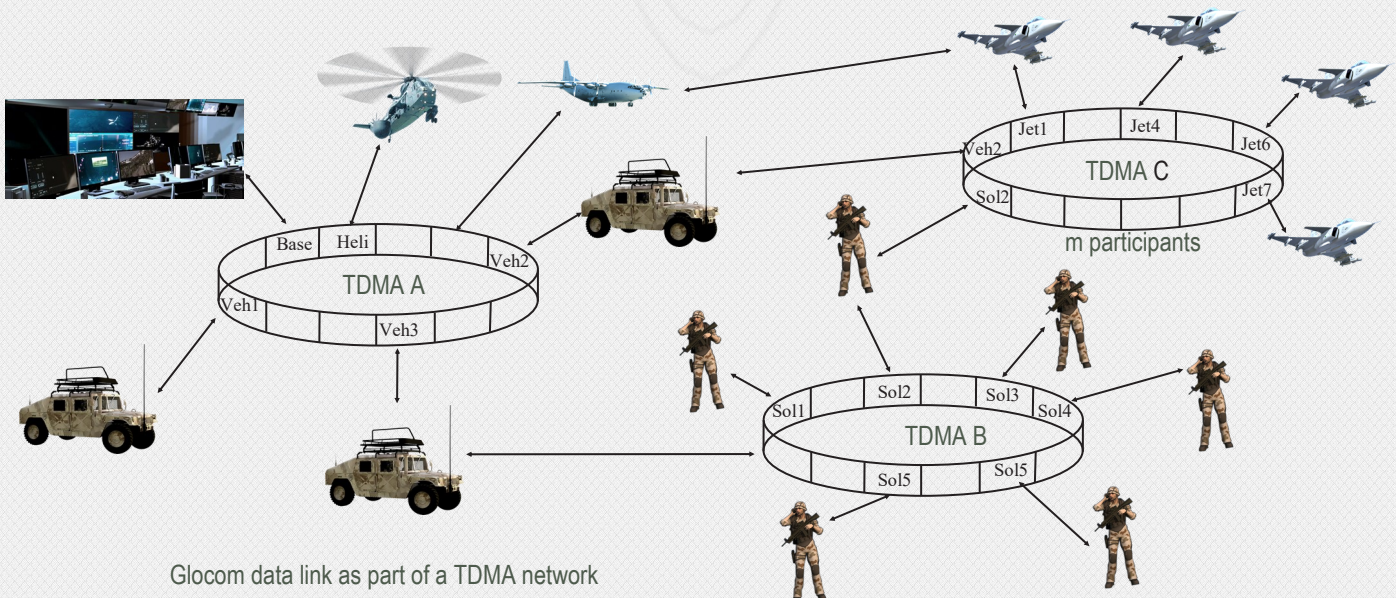 Jet1
Jet4
Jet6
Veh2
TDMA C
Sol2
Jet7
m participants
Base
Heli
Veh2
TDMA A
Veh1
Veh3
Sol2
Sol3
Sol1
Sol4
TDMA B
Sol5
Sol5
Glocom data link as part of a TDMA network